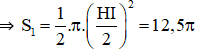 ⇒ S₁ = 1/2 .π. (HI/2)² = 12,5π